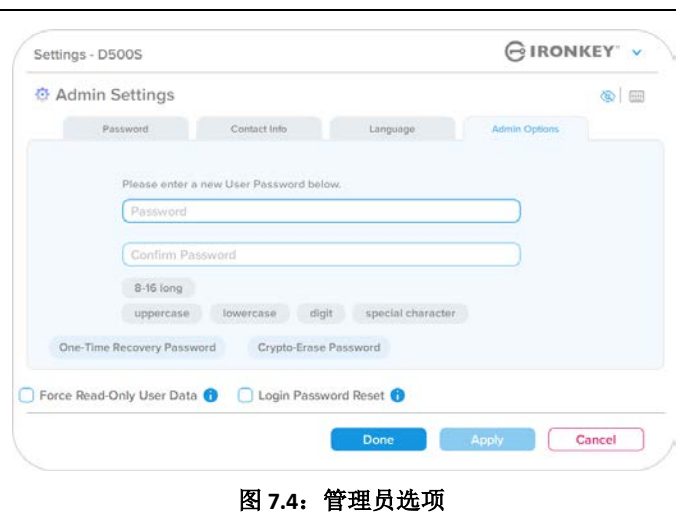 Settings - D500S
IRONKEY
Admin Settings
Password Contact Info Language Admin Options
Please enter a new User Password below.
Password
Confirm Password
8-16 long
uppercase lowercase digit special character
One-Time Recovery Password Crypto-Erase Password
Force Read-Only User Data Login Password Reset
Done Apply Cancel
图 7.4：管理员选项